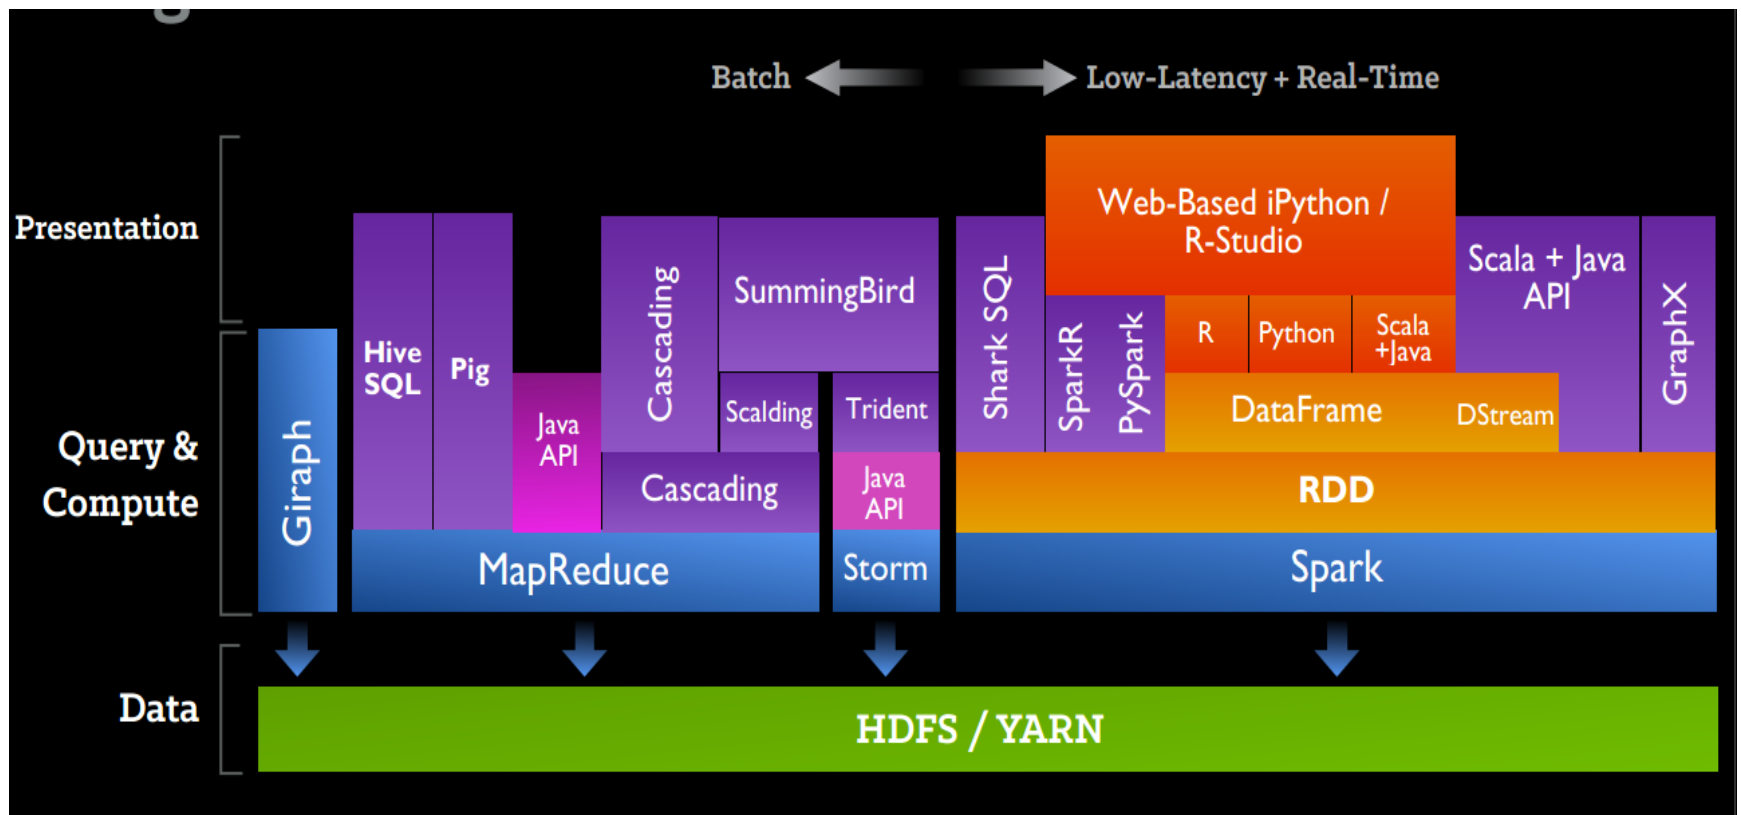 Batch
Low-Latency + Real-Time
Presentation
Web-Based iPython /
R-Studio
Hive
SQL
Pig
Java
API
Cascading
SummingBird
Scalding
Trident
Cascading
Java
API
Shark SQL
SparkR
PySpark
R
Python
Scala
+Java
DataFrame
DStream
Scala + Java
API
GraphX
RDD
Query &
Compute
Giraph
MapReduce
Storm
Spark
Data
HDFS / YARN